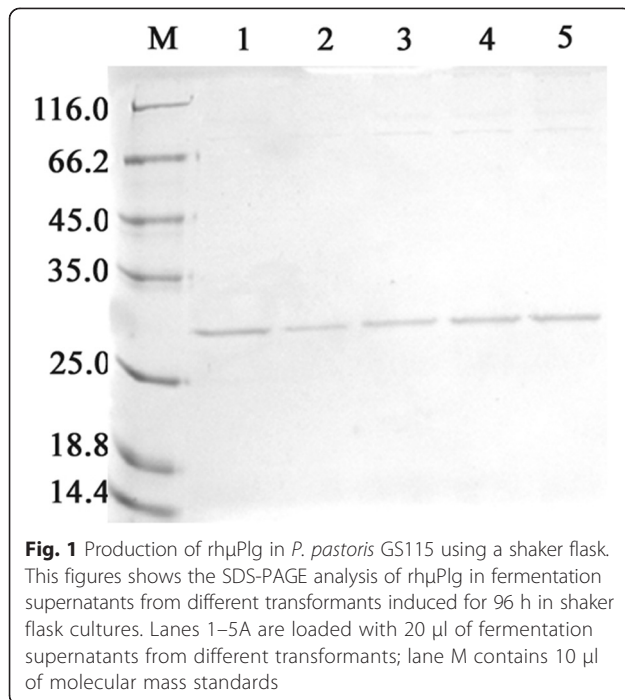 M 1 2 3 4 5
116.0
66.2
45.0
35.0
25.0
18.8
14.4
Fig. 1 Production of rhμPlg in P. pastoris GS115 using a shaker flask.
This figures shows the SDS-PAGE analysis of rhμPlg in fermentation
supernatants from different transformants induced for 96 h in shaker
flask cultures. Lanes 1–5A are loaded with 20 μl of fermentation
supernatants from different transformants; lane M contains 10 μl
of molecular mass standards